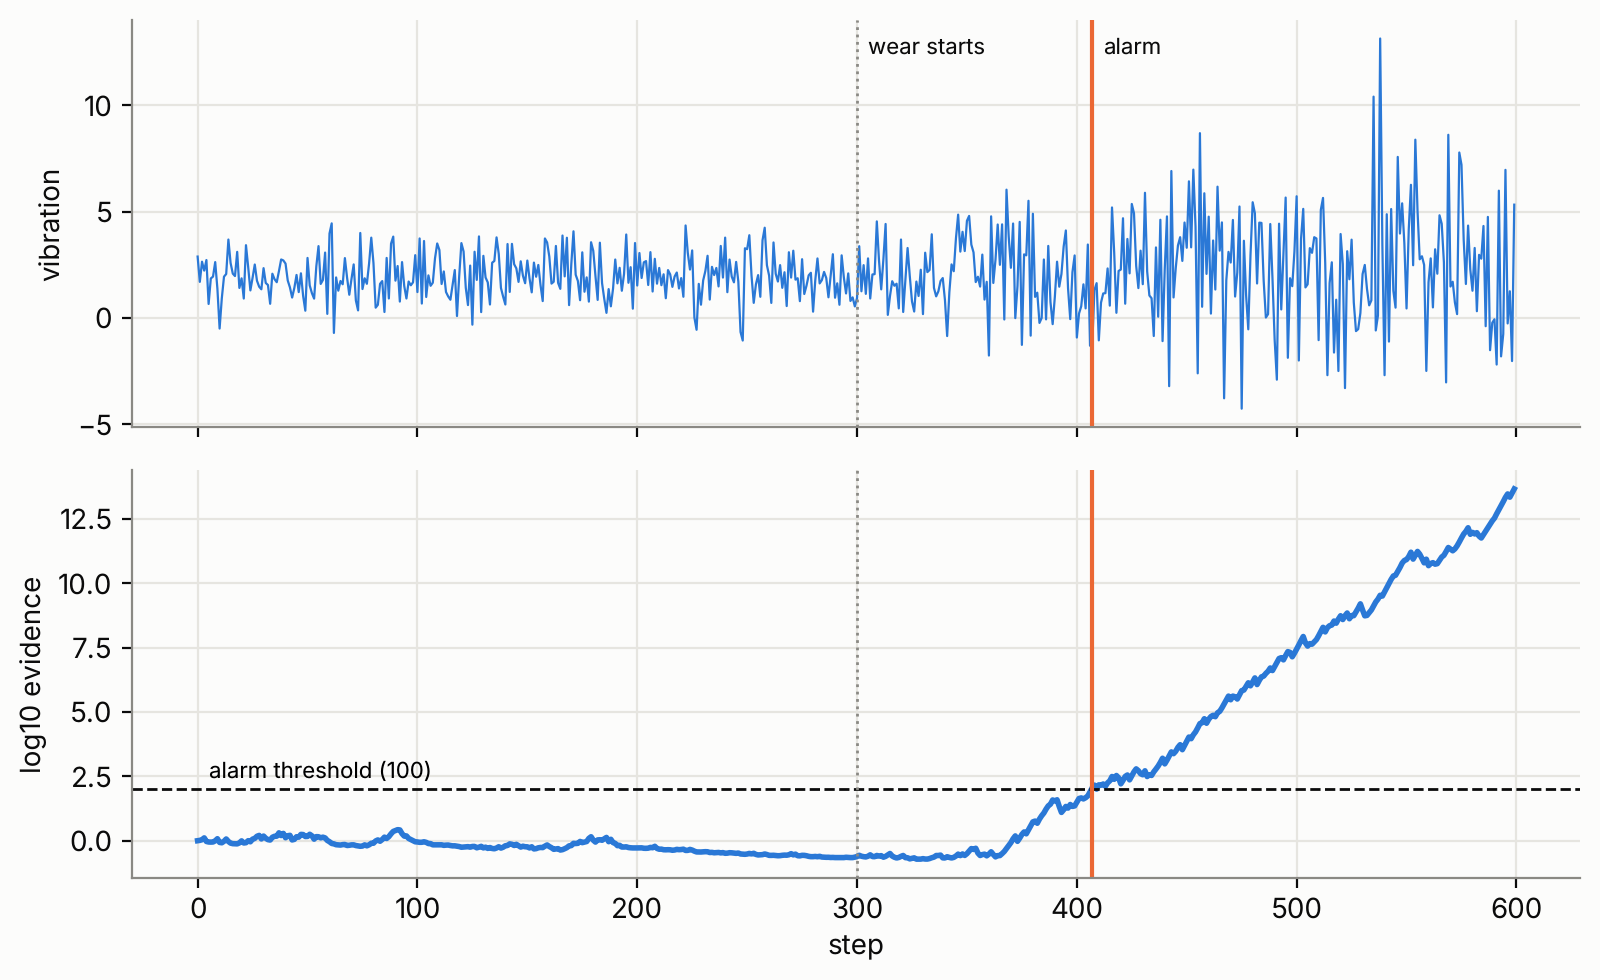 wear starts
alarm
10
5
0
−5
vibration
12.5
10.0
7.5
5.0
2.5
0.0
log10 evidence
alarm threshold (100)
0 100 200 300 400 500 600
step